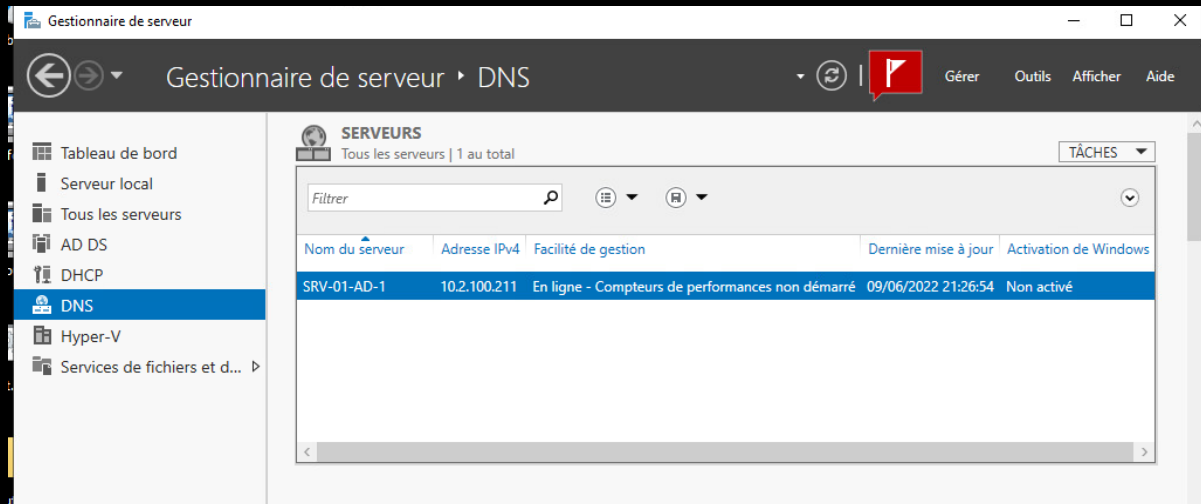 Gestionnaire de serveur
Gestionnaire de serveur ‣ DNS
Gérer Outils Afficher Aide
Tableau de bord
Serveur local
Tous les serveurs
AD DS
DHCP
DNS
Hyper-V
Services de fichiers et d...
SERVEURS
Tous les serveurs | 1 au total
TÂCHES
Filtrer
Nom du serveur Adresse IPv4 Facilité de gestion Dernière mise à jour Activation de Windows
SRV-01-AD-1 10.2.100.211 En ligne - Compteurs de performances non démarré 09/06/2022 21:26:54 Non activé